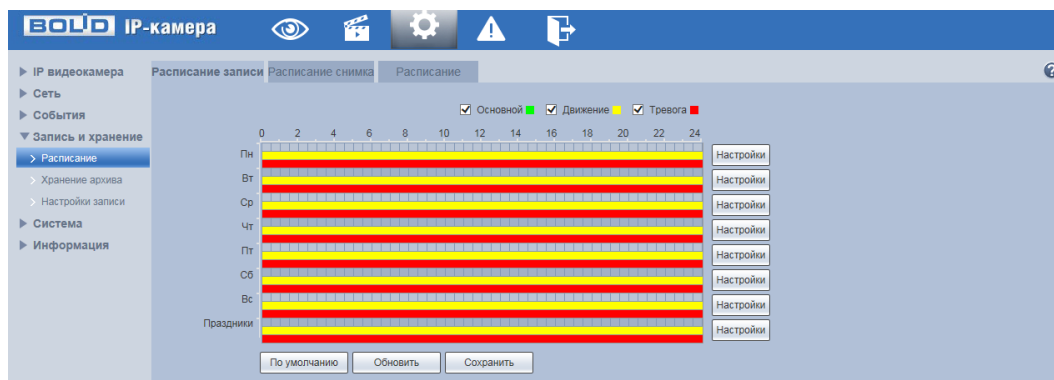 BOLID IP-камера
IP видеокамера
Сеть
События
Запись и хранение
Расписание
Хранение архива
Настройки записи
Система
Информация
Расписание записи Расписание снимка Расписание
Основной Движение Тревога
0 2 4 6 8 10 12 14 16 18 20 22 24
Пн Настройки
Вт Настройки
Ср Настройки
Чт Настройки
Пт Настройки
Сб Настройки
Вс Настройки
Праздники Настройки
По умолчанию Обновить Сохранить